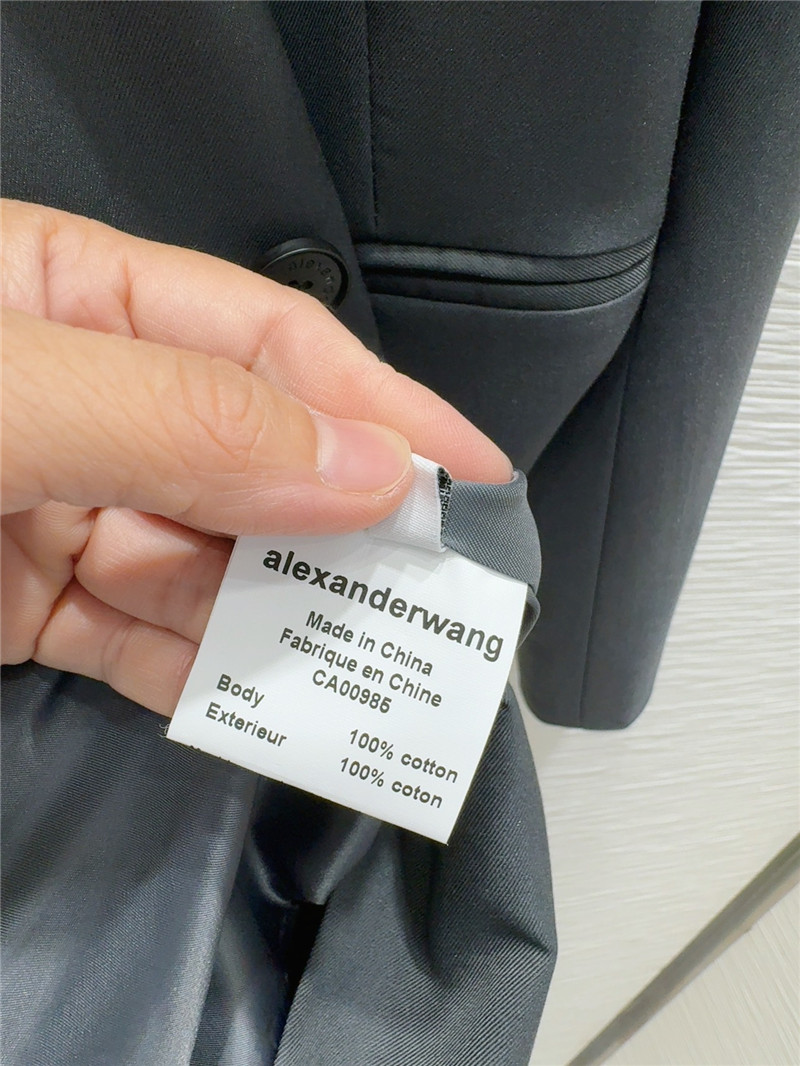 alexanderwang
Made in China
Fabrique en Chine
CA00985
Body
Exterieur
100% cotton
100% coton